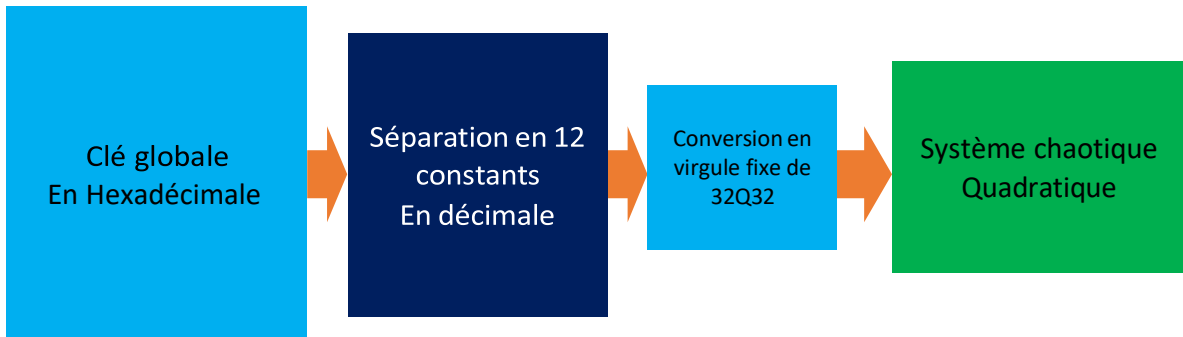 Clé globale
En Hexadécimale
Séparation en 12
constants
En décimale
Conversion en
virgule fixe de
32Q32
Système chaotique
Quadratique